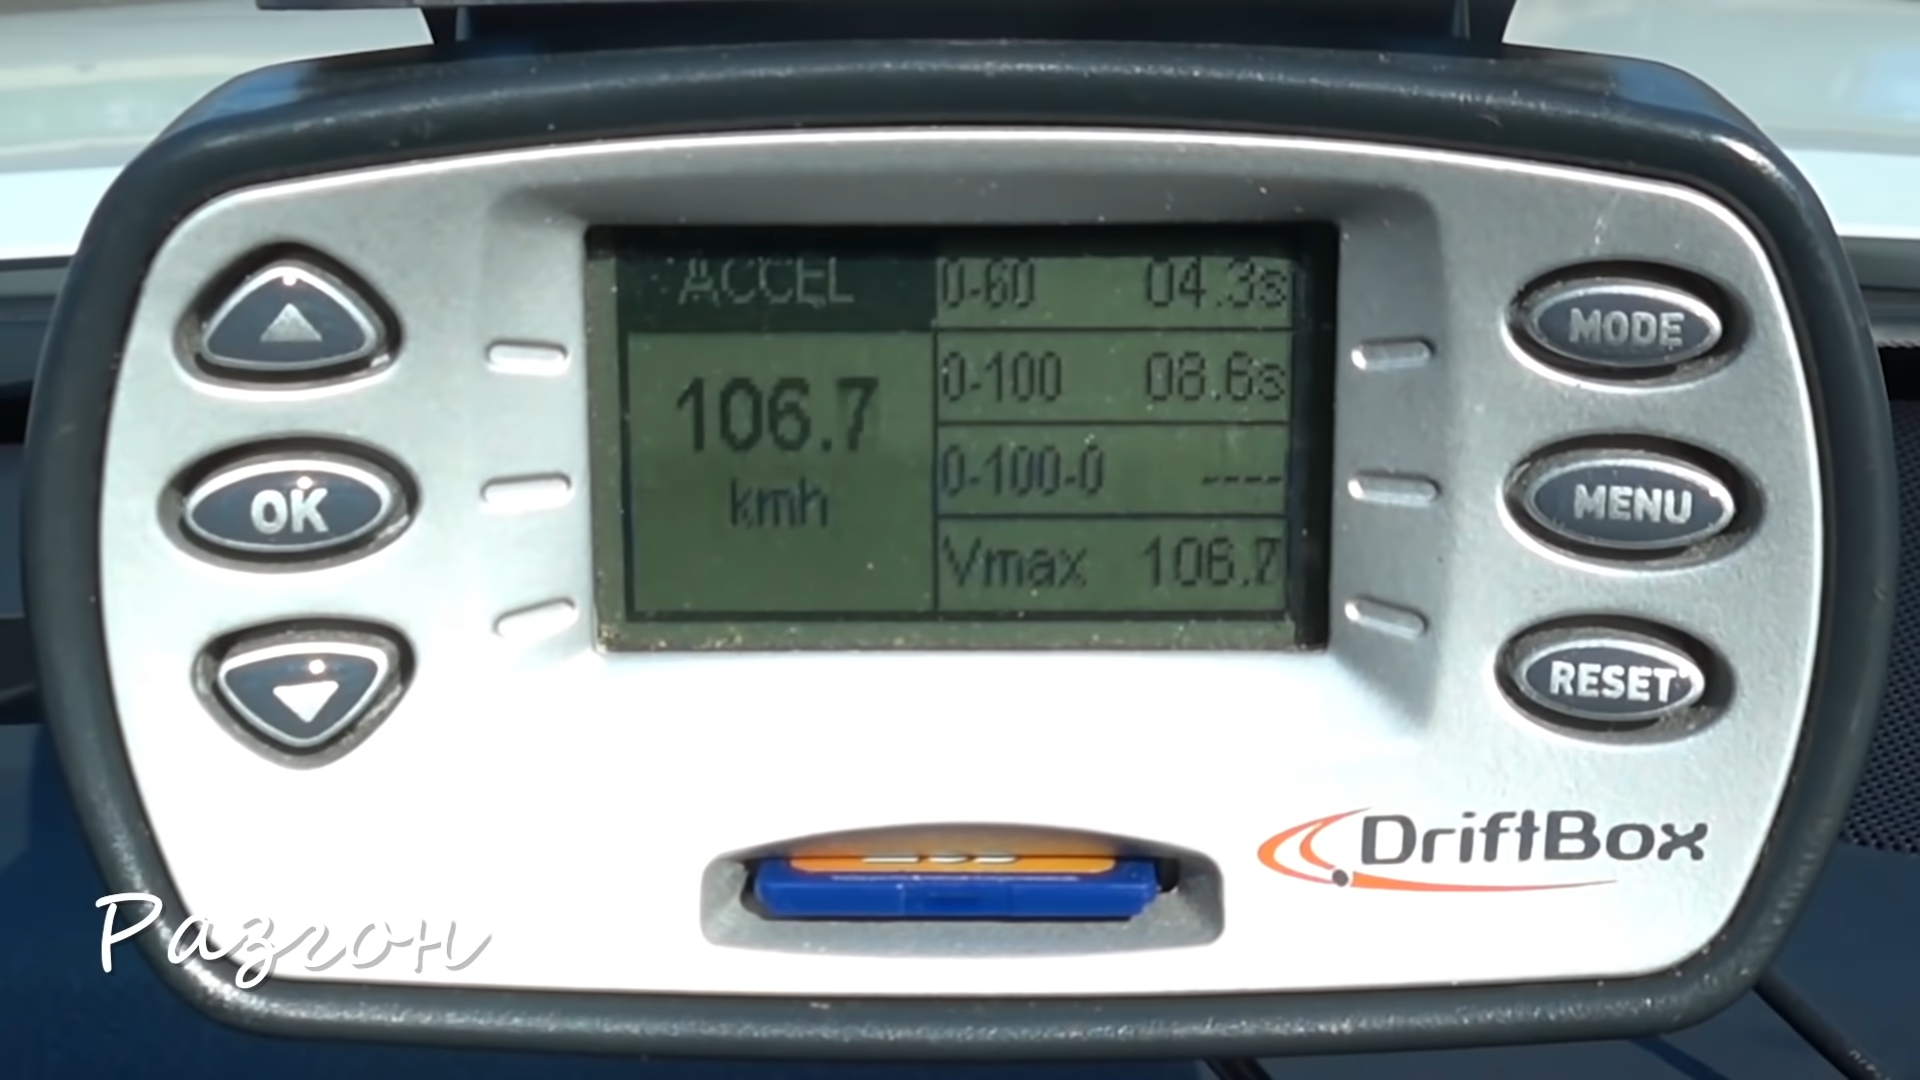 ACCEL
106.7
kmh
0-60 04.3s
0-100 08.6s
0-100-0 ----
Vmax 106.7
OK
MODE
MENU
RESET
DriftBox
Разгон